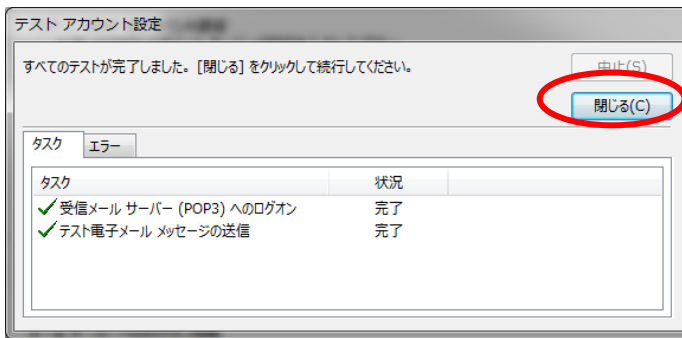 テスト アカウント設定
すべてのテストが完了しました。[閉じる] をクリックして続行してください。
中止(S)
閉じる(C)
タスク エラー
タスク 状況
受信メール サーバー (POP3) へのログオン 完了
テスト電子メール メッセージの送信 完了